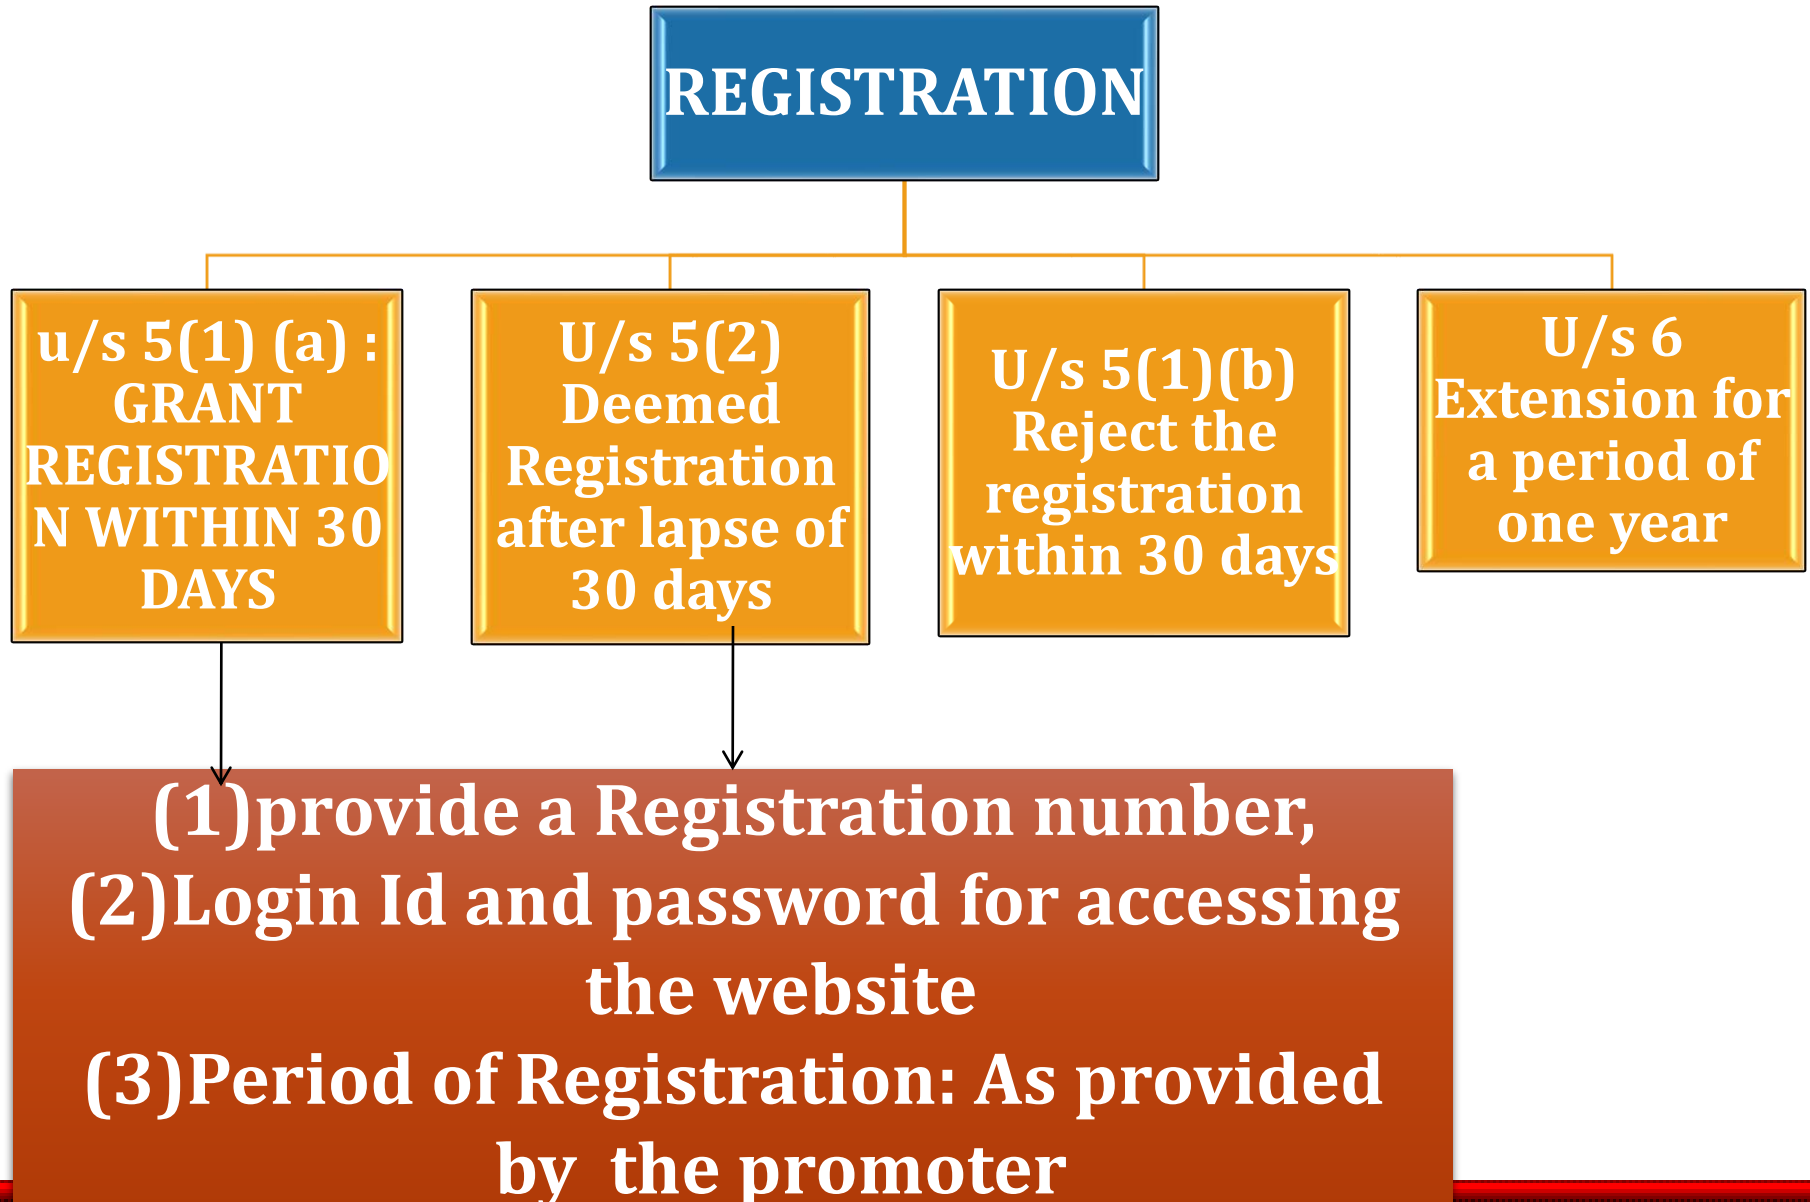 REGISTRATION
u/s 5(1) (a) :
GRANT
REGISTRATIO
N WITHIN 30
DAYS
U/s 5(2)
Deemed
Registration
after lapse of
30 days
U/s 5(1)(b)
Reject the
registration
within 30 days
U/s 6
Extension for
a period of
one year
(1)provide a Registration number,
(2)Login Id and password for accessing
the website
(3)Period of Registration: As provided
by the promoter